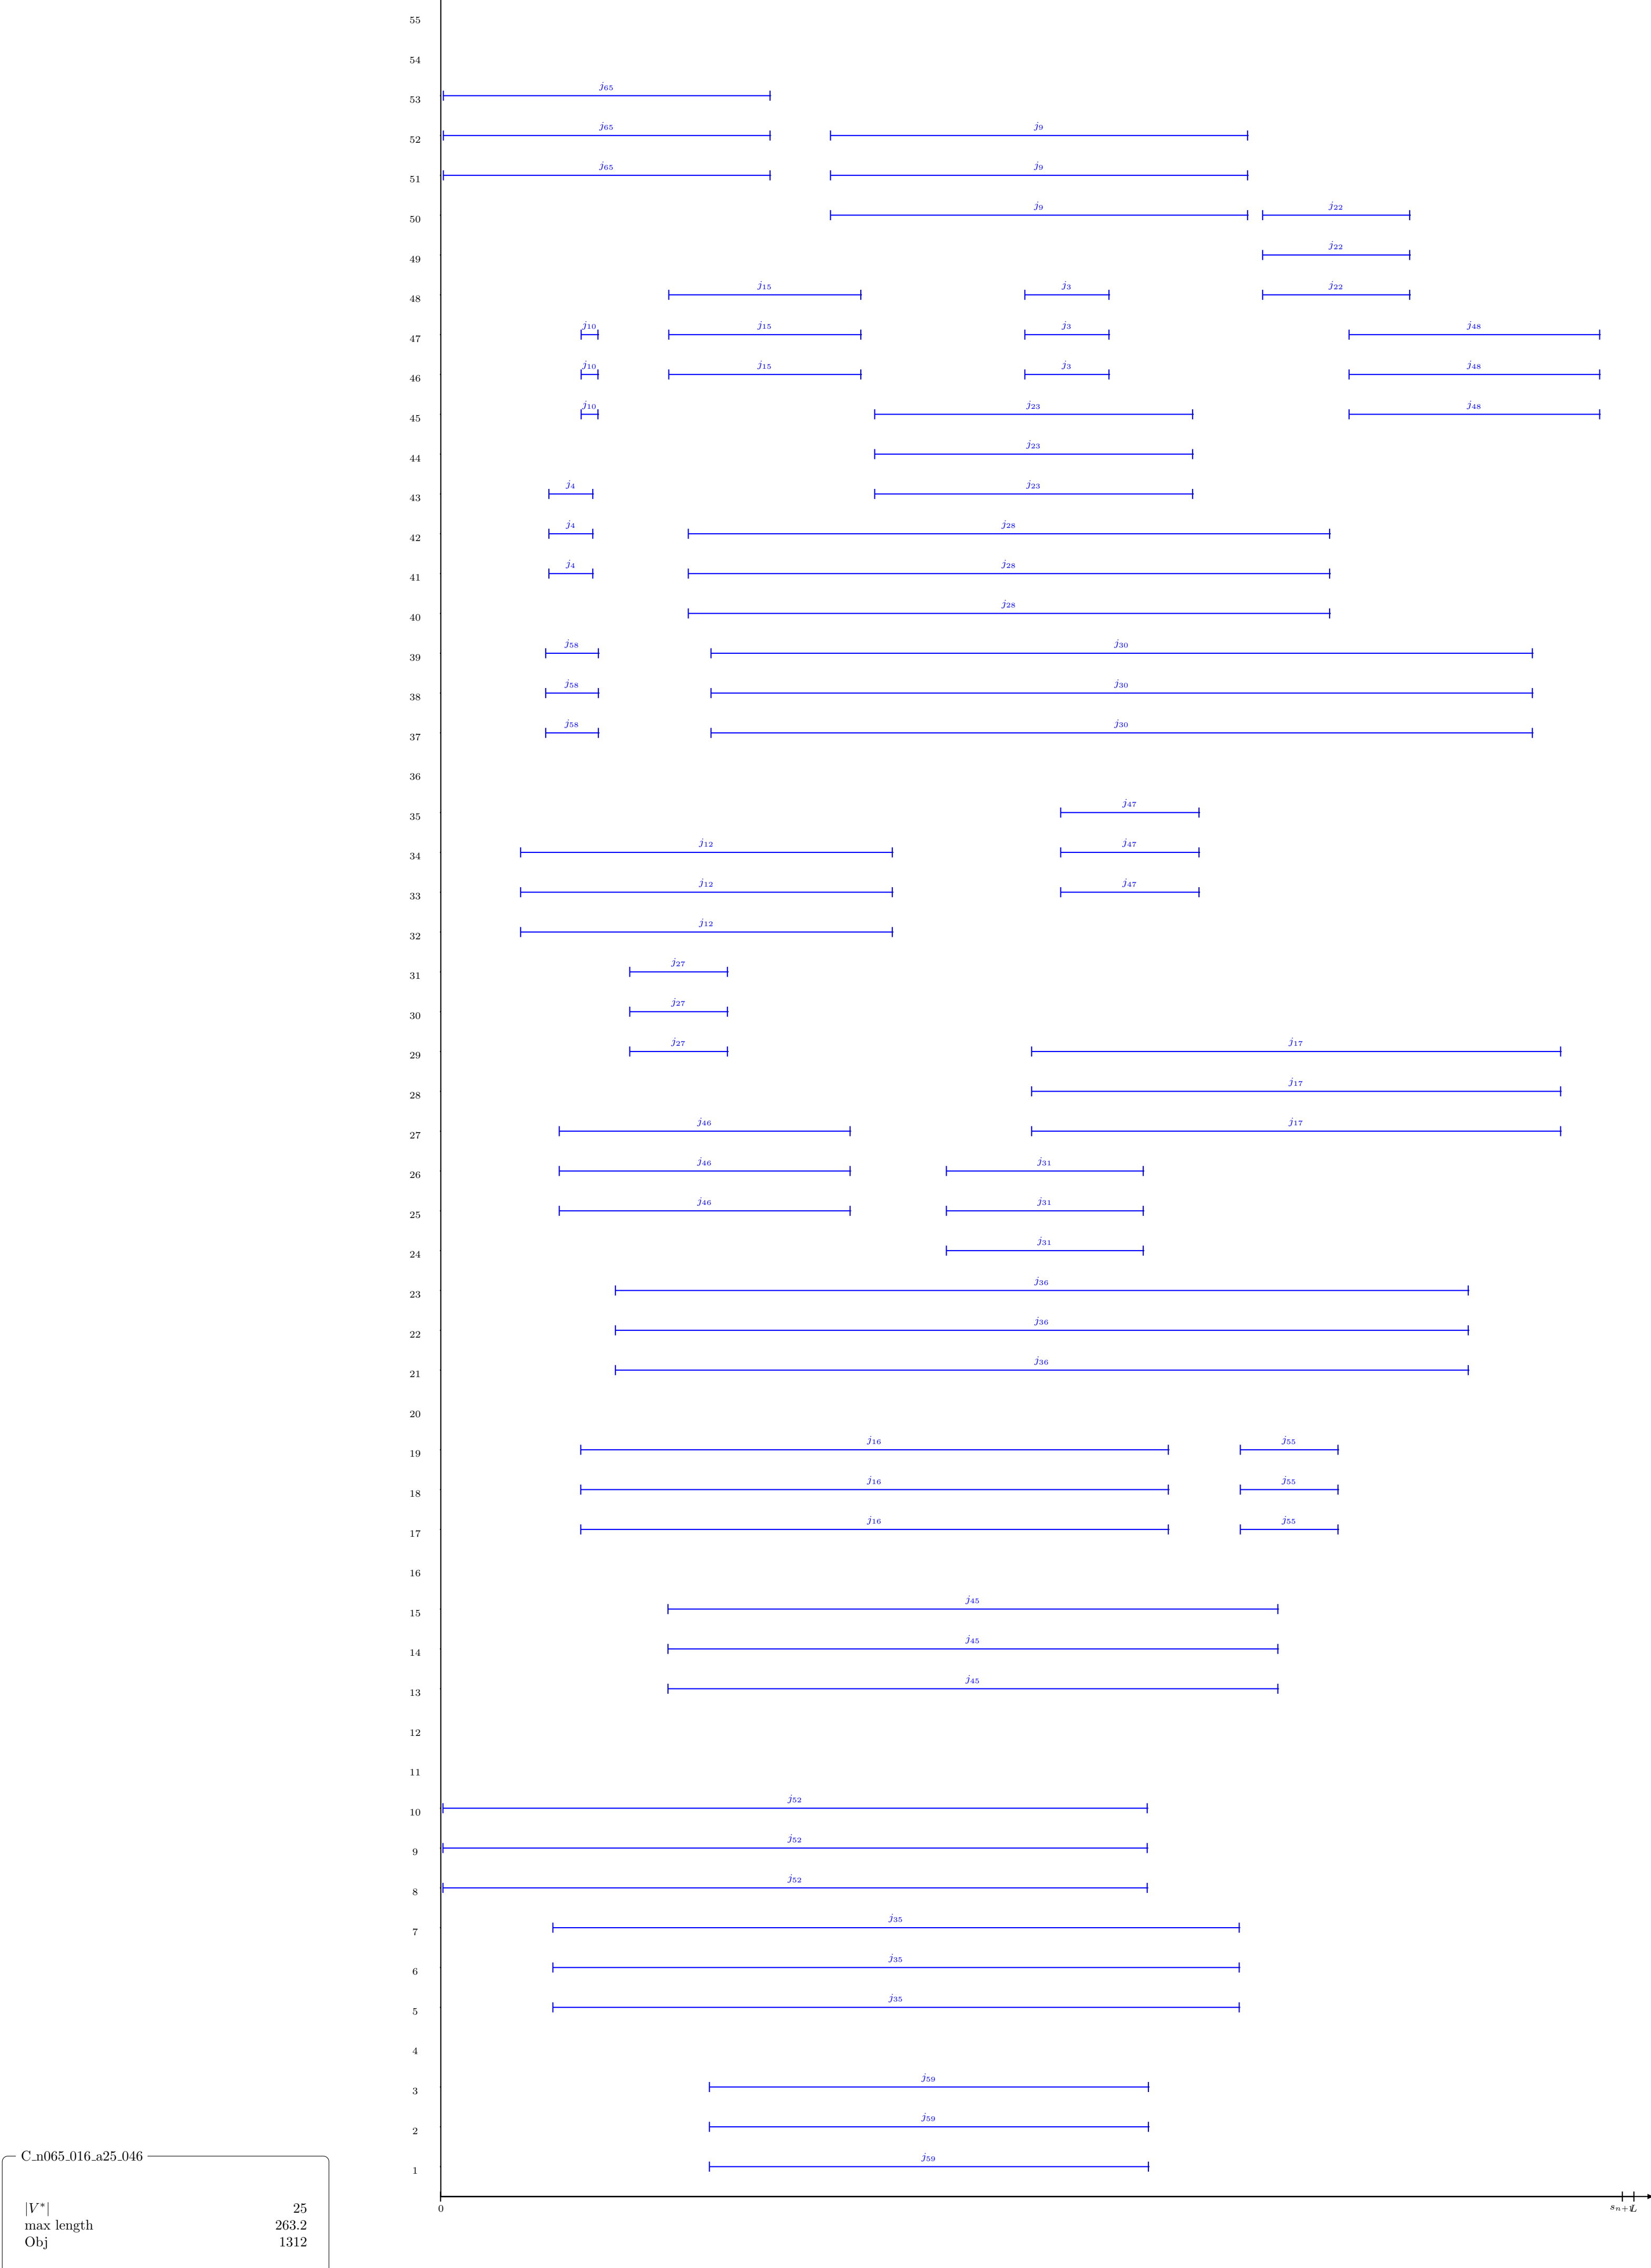 55
54
j65
53
j65 j9
52
j65 j9
51
j9 j22
50
j22
49
j15 j3 j22
48
j10 j15 j3 j48
47
j10 j15 j3 j48
46
j10 j23 j48
45
j23
44
j4 j23
43
j4 j28
42
j4 j28
41
j28
40
j58 j30
39
j58 j30
38
j58 j30
37
36
j47
35
j12 j47
34
j12 j47
33
j12
32
j27
31
j27
30
j27 j17
29
j17
28
j46 j17
27
j46 j31
26
j46 j31
25
j31
24
j36
23
j36
22
j36
21
20
j16 j55
19
j16 j55
18
j16 j55
17
16
j45
15
j45
14
j45
13
12
11
j52
10
j52
9
j52
8
j35
7
j35
6
j35
5
4
j59
3
j59
2
j59
1
0 sn+1 L
C_n065_016_a25_046
|V*| 25
max length 263.2
Obj 1312